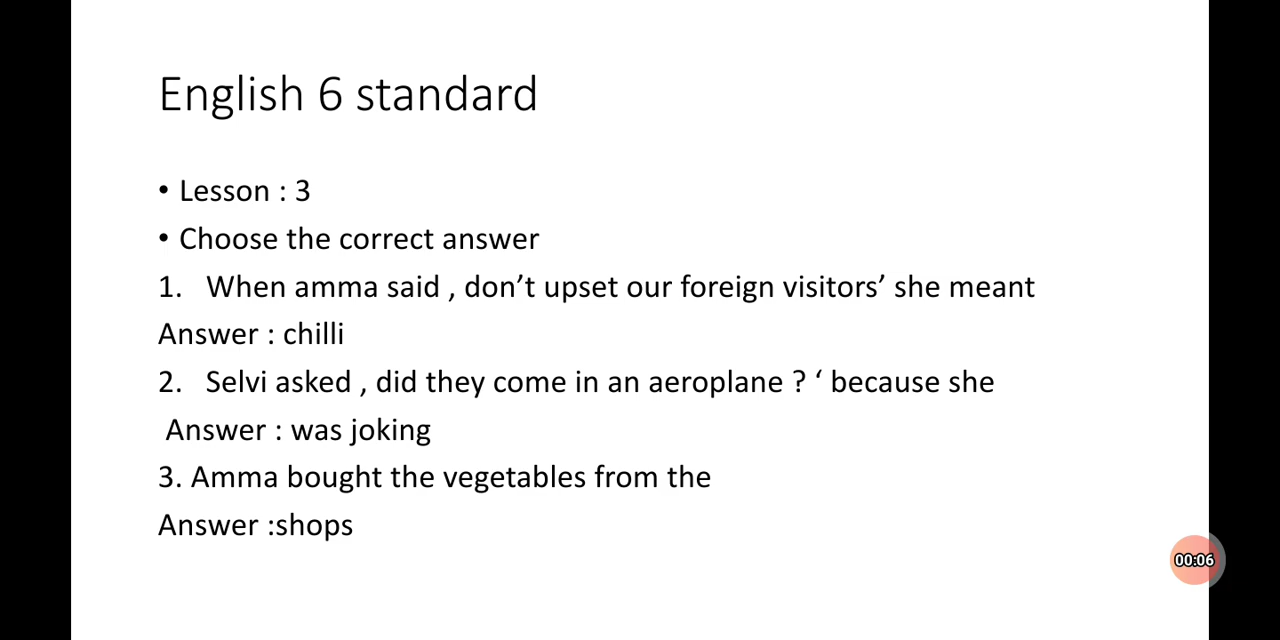 English 6 standard
• Lesson : 3
• Choose the correct answer
1. When amma said , don’t upset our foreign visitors’ she meant
Answer : chilli
2. Selvi asked , did they come in an aeroplane ? ‘ because she
Answer : was joking
3. Amma bought the vegetables from the
Answer :shops
00:06